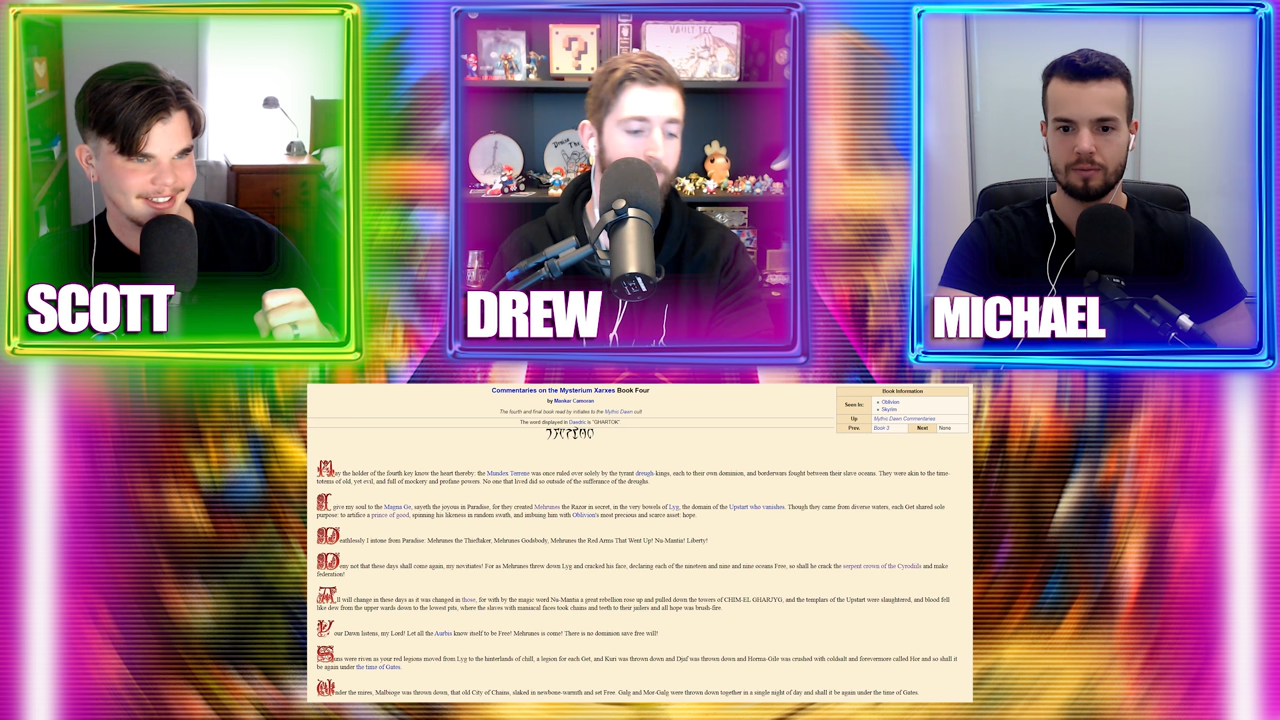 VAULT-TEC
SCOTT
DREW
MICHAEL
Commentaries on the Mysterium Xarxes Book Four
by Mankar Camoran
The fourth and final book read by initiates to the Mythic Dawn cult
The word displayed in Daedric is "GHARTOK"
Book Information
Seen In:
• Oblivion
• Skyrim
Up Mythic Dawn Commentaries
Prev. Book 3 Next None
May the holder of the fourth key know the heart thereby: the Mundex Terrene was once ruled over solely by the tyrant dreugh-kings, each to their own dominion, and borderwars fought between their slave oceans. They were akin to the time-
totems of old, yet evil, and full of mockery and profane powers. No one that lived did so outside of the sufferance of the dreughs.
I give my soul to the Magna Ge, sayeth the joyous in Paradise, for they created Mehrunes the Razor in secret, in the very bowels of Lyg, the domain of the Upstart who vanishes. Though they came from diverse waters, each Get shared sole
purpose: to artifice a prince of good, spinning his likeness in random swath, and imbuing him with Oblivion's most precious and scarce asset: hope.
Deathlessly I intone from Paradise: Mehrunes the Thieftaker, Mehrunes Godsbody, Mehrunes the Red Arms That Went Up! Nu-Mantia! Liberty!
Deny not that these days shall come again, my novitiates! For as Mehrunes threw down Lyg and cracked his face, declaring each of the nineteen and nine and nine oceans Free, so shall he crack the serpent crown of the Cyrodiils and make
federation!
All will change in these days as it was changed in those, for with by the magic word Nu-Mantia a great rebellion rose up and pulled down the towers of CHIM-EL GHARJYG, and the templars of the Upstart were slaughtered, and blood fell
like dew from the upper wards down to the lowest pits, where the slaves with maniacal faces took chains and teeth to their jailers and all hope was brush-fire.
Your Dawn listens, my Lord! Let all the Aurbis know itself to be Free! Mehrunes is come! There is no dominion save free will!
Suns were riven as your red legions moved from Lyg to the hinterlands of chill, a legion for each Get, and Kuri was thrown down and Djaf was thrown down and Horma-Gile was crushed with coldsalt and forevermore called Hor and so shall it
be again under the time of Gates.
Under the mires, Malbioge was thrown down, that old City of Chains, slaked in newbone-warmth and set Free. Galg and Mor-Galg were thrown down together in a single night of day and shall it be again under the time of Gates.